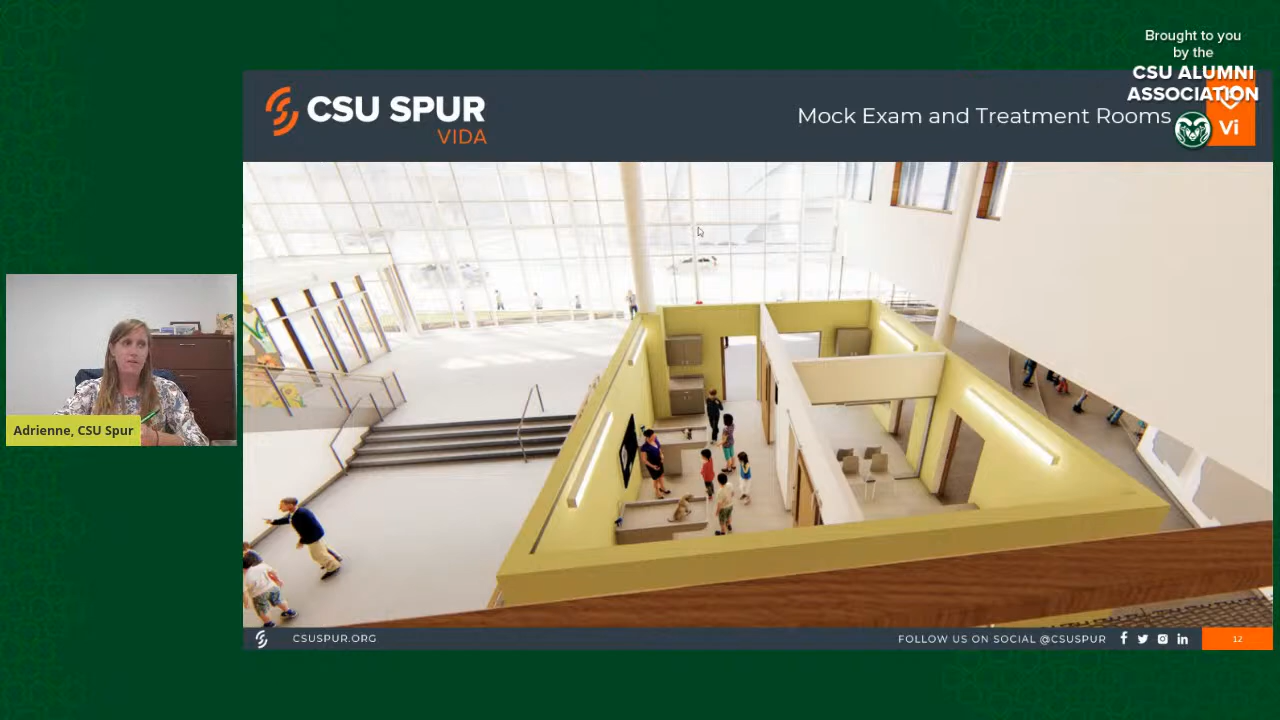 Brought to you
by the
CSU ALUMNI
ASSOCIATION
CSU SPUR
VIDA
Mock Exam and Treatment Rooms
Vi
Adrienne, CSU Spur
CSUSPUR.ORG
FOLLOW US ON SOCIAL @CSUSPUR
12